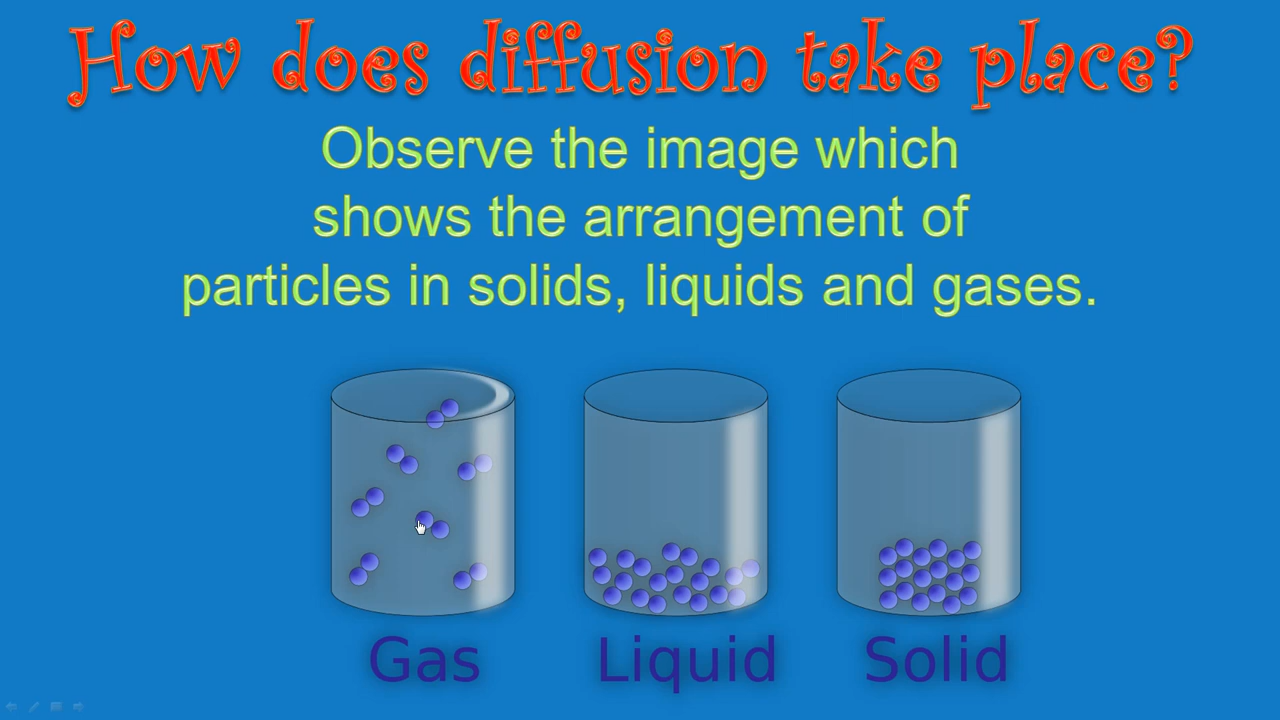 How does diffusion take place?
Observe the image which
shows the arrangement of
particles in solids, liquids and gases.
Gas Liquid Solid